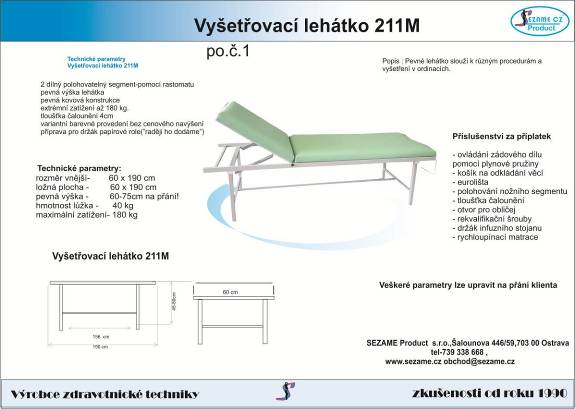 Vyšetřovací lehátko 211M
SEZAME CZ
Product
po.č.1
Technické parametry
Vyšetřovací lehátko 211M
Popis : Pevné lehátko slouží k různým procedurám a
vyšetření v ordinacích.
2 dílný polohovatelný segment-pomocí rastomatu
pevná výška lehátka
pevná kovová konstrukce
extrémní zatížení až 180 kg.
tloušťka čalounění 4cm
variantní barevné provedení bez cenového navýšení
příprava pro držák papírové role("raději ho dodáme")
Technické parametry:
rozměr vnější- 60 x 190 cm
ložná plocha - 60 x 190 cm
pevná výška - 60-75cm na přání!
hmotnost lůžka - 40 kg
maximální zatížení- 180 kg
Příslušenství za příplatek
- ovládání zádového dílu
pomocí plynové pružiny
- košík na odkládání věcí
- eurolišta
- polohování nožního segmentu
- tloušťka čalounění
- otvor pro obličej
- rekvalifikační šrouby
- držák infuzního stojanu
- rychloupínací matrace
Vyšetřovací lehátko 211M
60 cm
156 cm
190 cm
Veškeré parametry lze upravit na přání klienta
SEZAME Product s.r.o.,Šalounova 446/59,703 00 Ostrava
tel-739 338 668 ,
www.sezame.cz obchod@sezame.cz
Výrobce zdravotnické techniky
zkušenosti od roku 1990